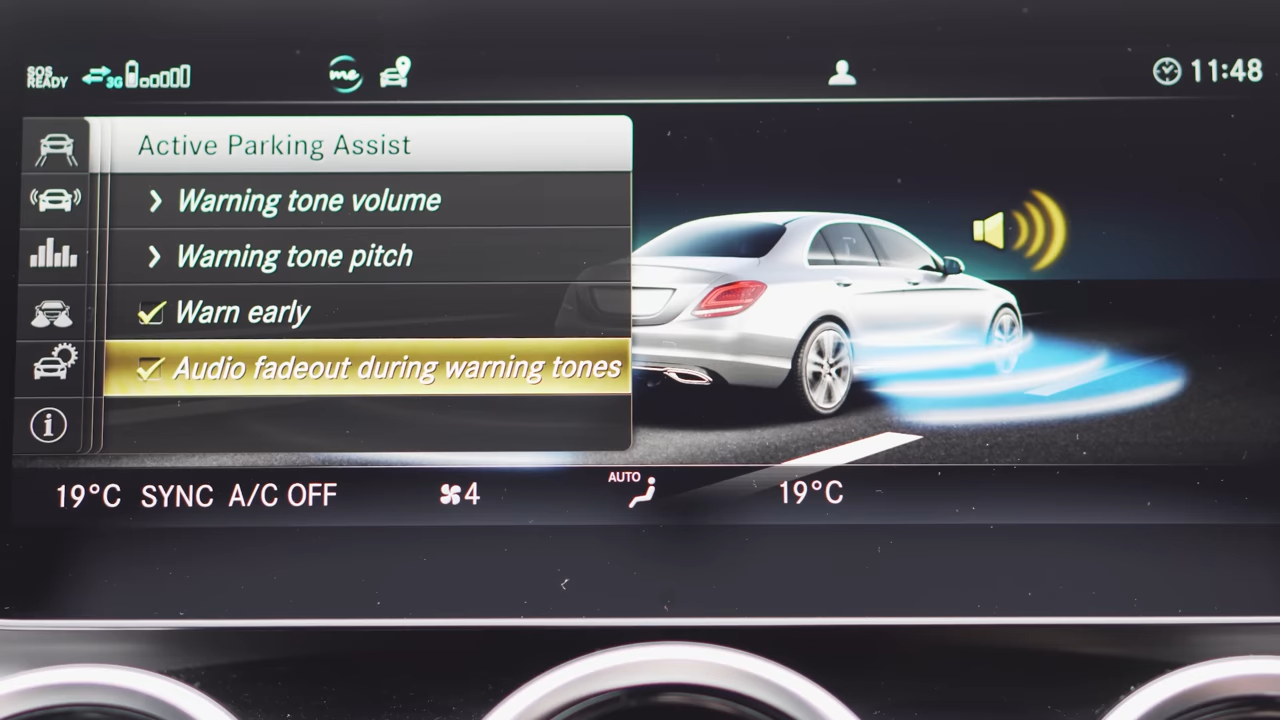 SOS READY
3G
me
11:48
Active Parking Assist
Warning tone volume
Warning tone pitch
Warn early
Audio fadeout during warning tones
i
19°C SYNC A/C OFF 4 AUTO 19°C